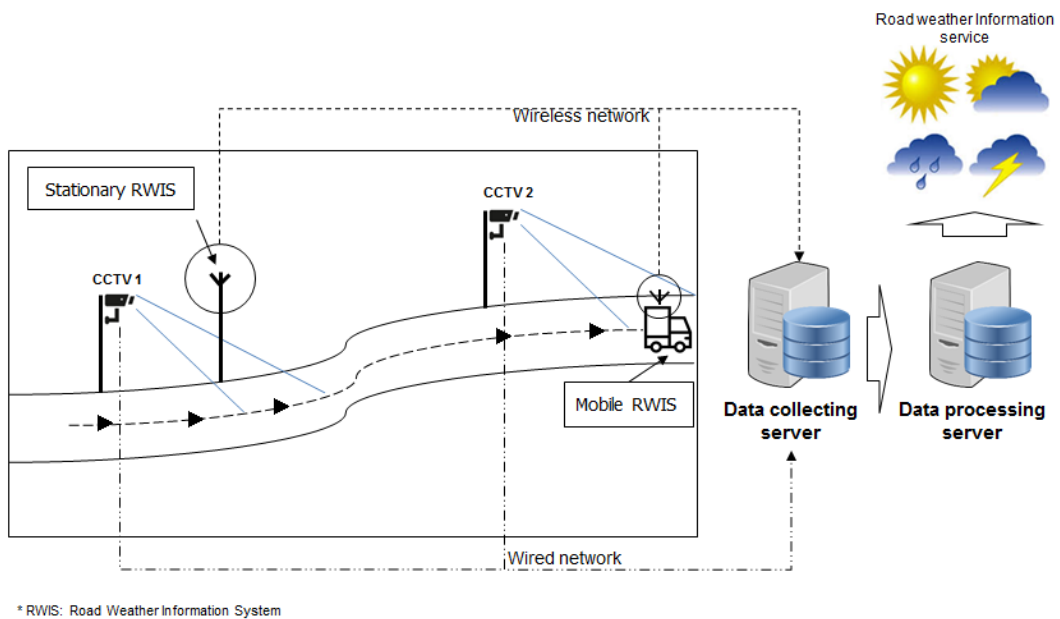 Road weather Information
service
Wireless network
Stationary RWIS
CCTV 2
CCTV 1
Mobile RWIS
Data collecting
server
Data processing
server
Wired network
* RWIS: Road Weather Information System